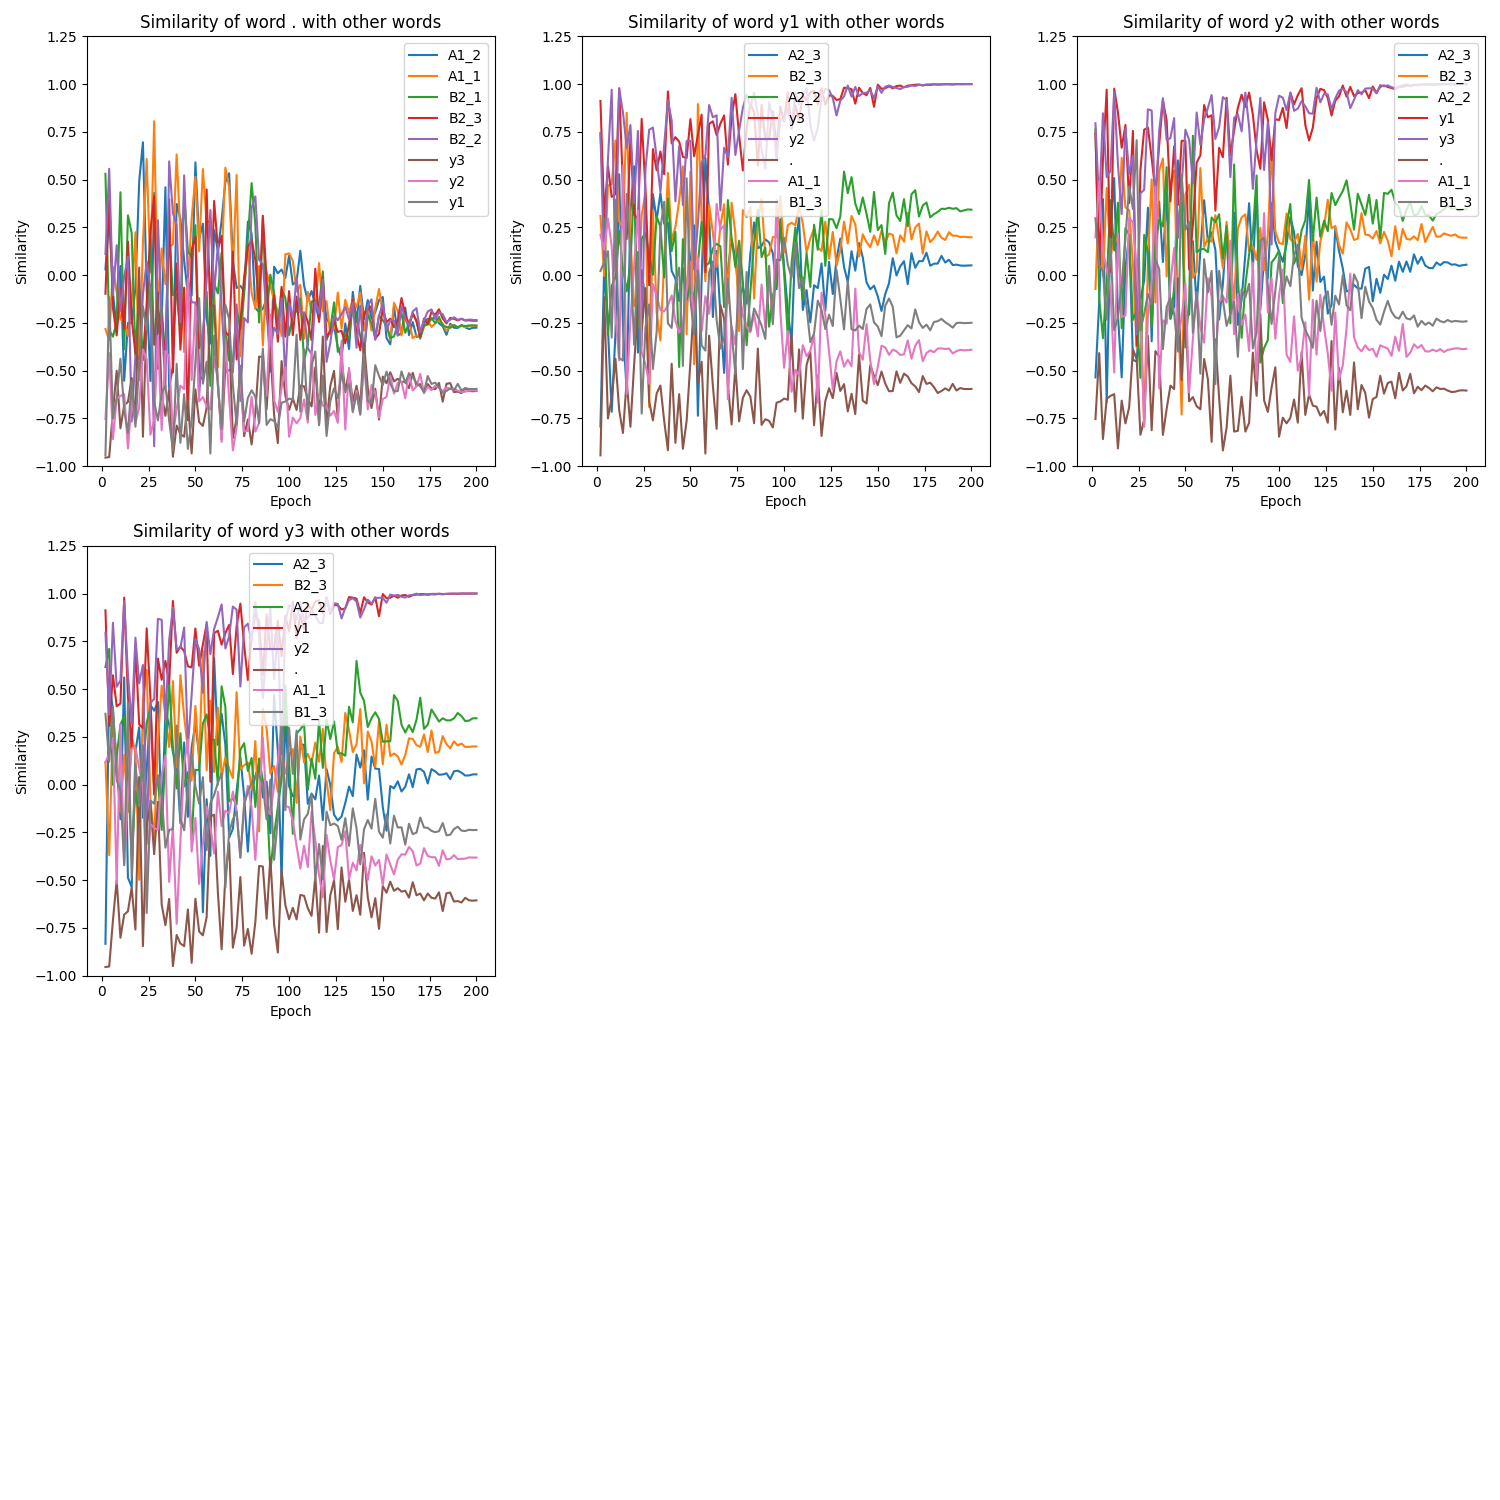 Similarity of word . with other words
1.25
1.00
0.75
0.50
0.25
0.00
−0.25
−0.50
−0.75
−1.00
Similarity
0 25 50 75 100 125 150 175 200
Epoch
A1_2
A1_1
B2_1
B2_3
B2_2
y3
y2
y1
Similarity of word y1 with other words
1.25
1.00
0.75
0.50
0.25
0.00
−0.25
−0.50
−0.75
−1.00
Similarity
0 25 50 75 100 125 150 175 200
Epoch
A2_3
B2_3
A2_2
y3
y2
.
A1_1
B1_3
Similarity of word y2 with other words
1.25
1.00
0.75
0.50
0.25
0.00
−0.25
−0.50
−0.75
−1.00
Similarity
0 25 50 75 100 125 150 175 200
Epoch
A2_3
B2_3
A2_2
y1
y3
.
A1_1
B1_3
Similarity of word y3 with other words
1.25
1.00
0.75
0.50
0.25
0.00
−0.25
−0.50
−0.75
−1.00
Similarity
0 25 50 75 100 125 150 175 200
Epoch
A2_3
B2_3
A2_2
y1
y2
.
A1_1
B1_3